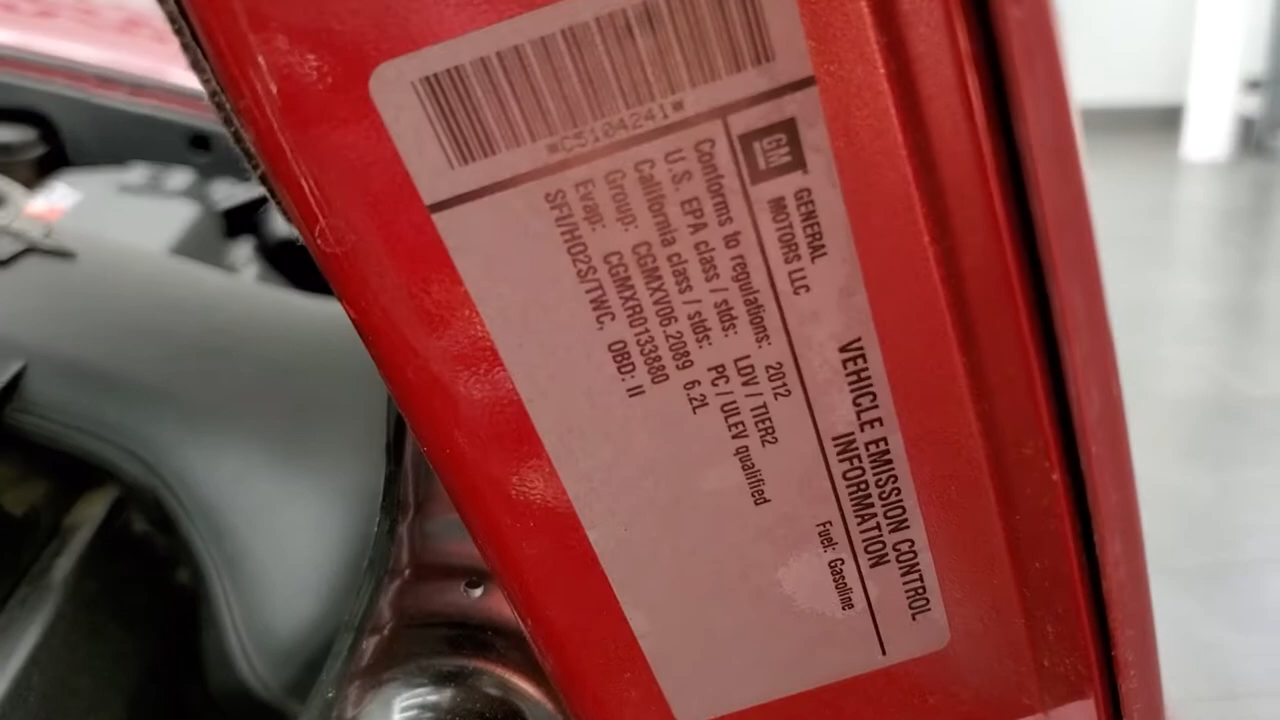 GM
GENERAL
MOTORS LLC
VEHICLE EMISSION CONTROL
INFORMATION
Fuel: Gasoline
Conforms to regulations: 2012
U.S. EPA class / stds: LDV / TIER2
California class / stds: PC / ULEV qualified
Group: CGMXV06.2089 6.2L
Evap: CGMXR0133880
SFI/HO2S/TWC, OBD: II
*C5104241*